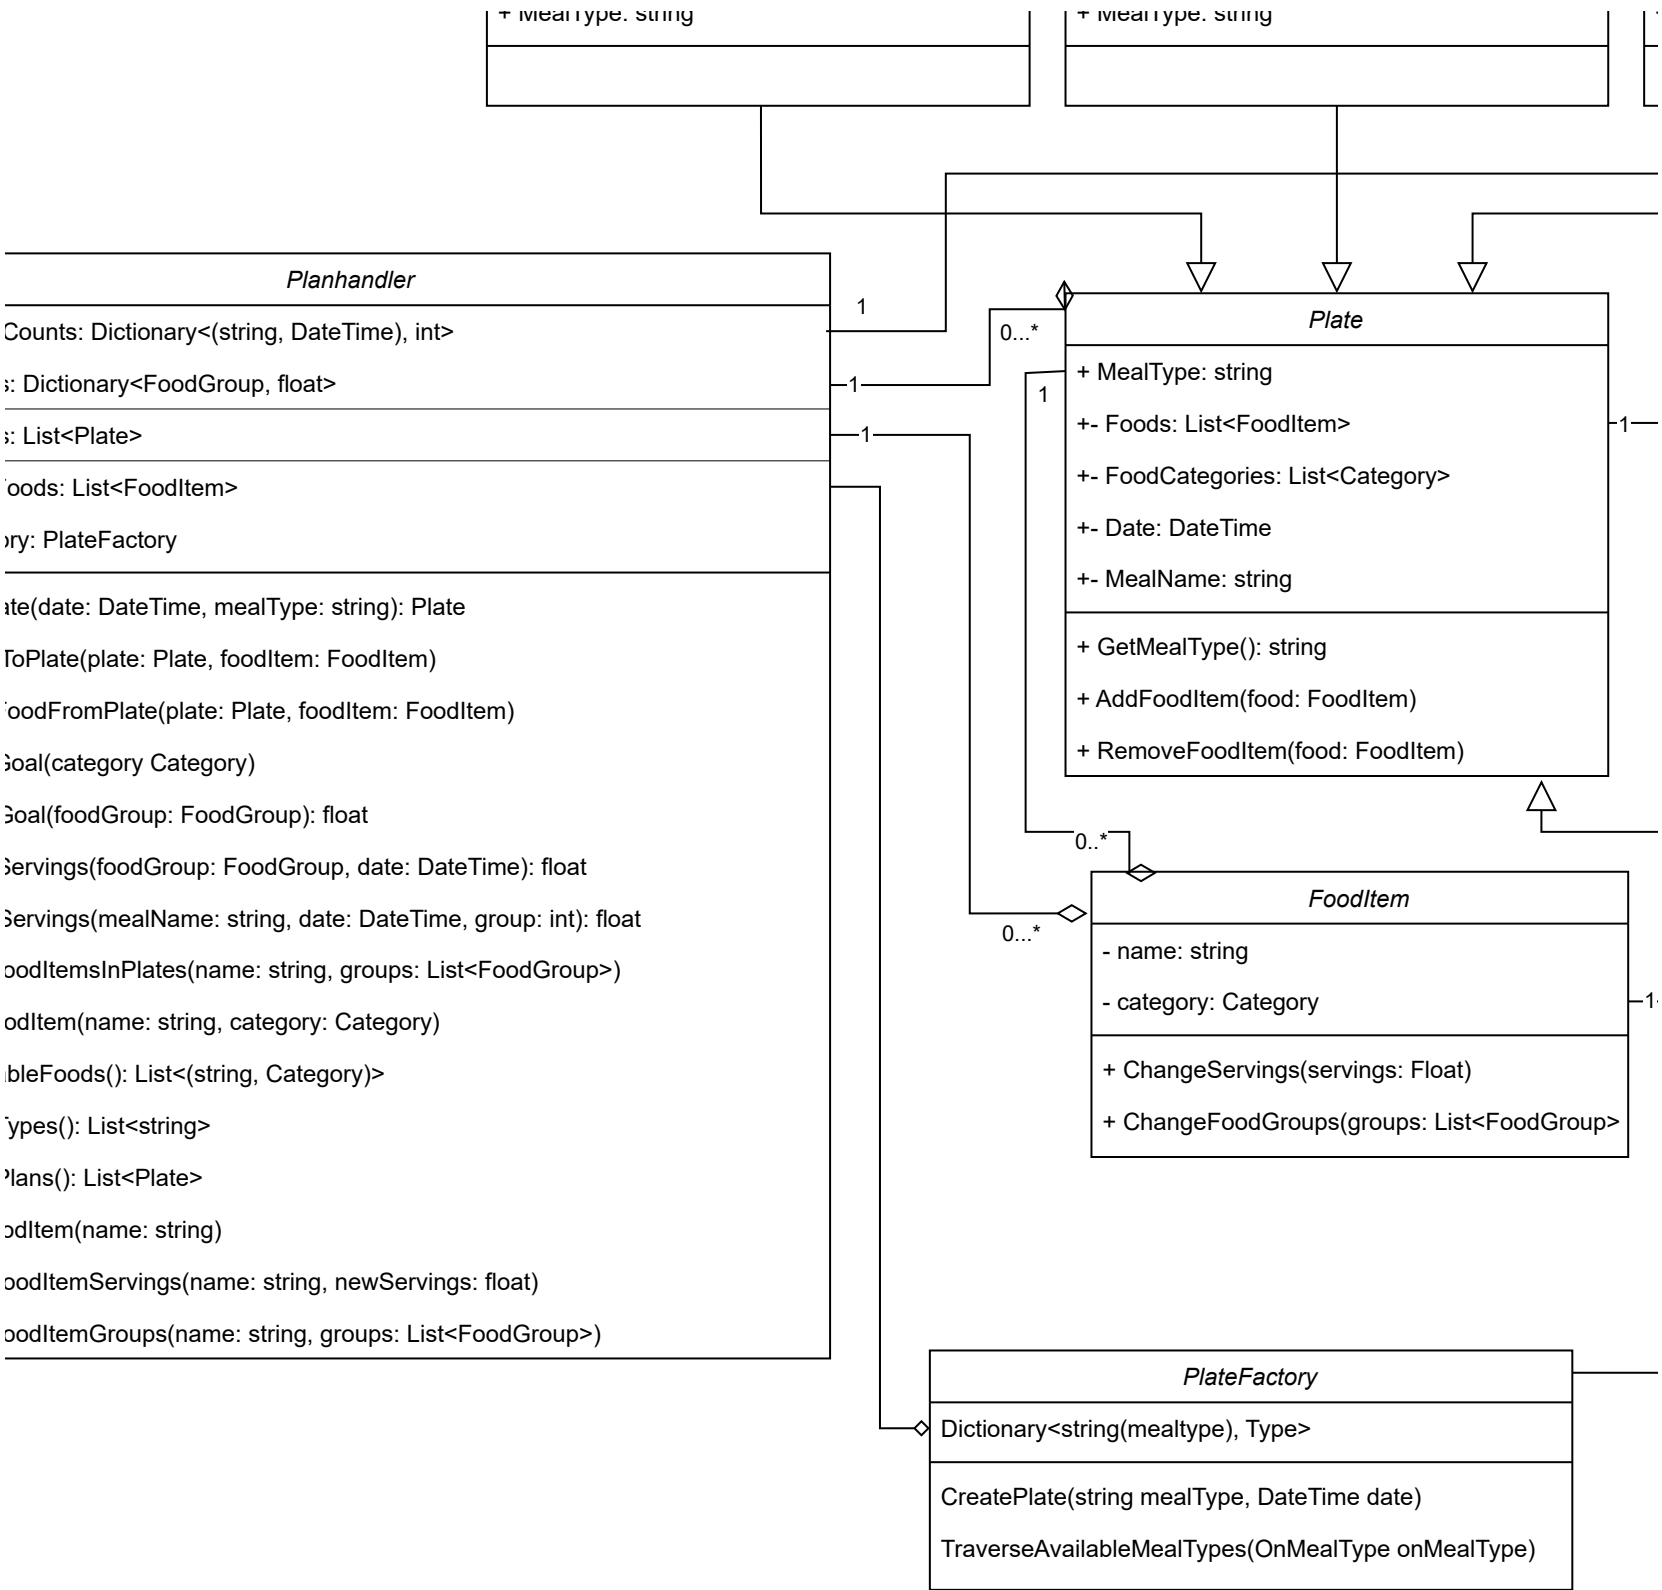 + MealType: string
+ MealType: string
Planhandler
Counts: Dictionary<(string, DateTime), int>
s: Dictionary<FoodGroup, float>
s: List<Plate>
Foods: List<FoodItem>
ory: PlateFactory
ate(date: DateTime, mealType: string): Plate
ToPlate(plate: Plate, foodItem: FoodItem)
FoodFromPlate(plate: Plate, foodItem: FoodItem)
Goal(category Category)
Goal(foodGroup: FoodGroup): float
Servings(foodGroup: FoodGroup, date: DateTime): float
Servings(mealName: string, date: DateTime, group: int): float
oodItemsInPlates(name: string, groups: List<FoodGroup>)
odItem(name: string, category: Category)
ableFoods(): List<(string, Category)>
Types(): List<string>
Plans(): List<Plate>
odItem(name: string)
oodItemServings(name: string, newServings: float)
oodItemGroups(name: string, groups: List<FoodGroup>)
1
1
1
0...*
1
0..*
0...*
Plate
+ MealType: string
+- Foods: List<FoodItem>
+- FoodCategories: List<Category>
+- Date: DateTime
+- MealName: string
+ GetMealType(): string
+ AddFoodItem(food: FoodItem)
+ RemoveFoodItem(food: FoodItem)
1
FoodItem
- name: string
- category: Category
+ ChangeServings(servings: Float)
+ ChangeFoodGroups(groups: List<FoodGroup>
1
PlateFactory
Dictionary<string(mealtype), Type>
CreatePlate(string mealType, DateTime date)
TraverseAvailableMealTypes(OnMealType onMealType)